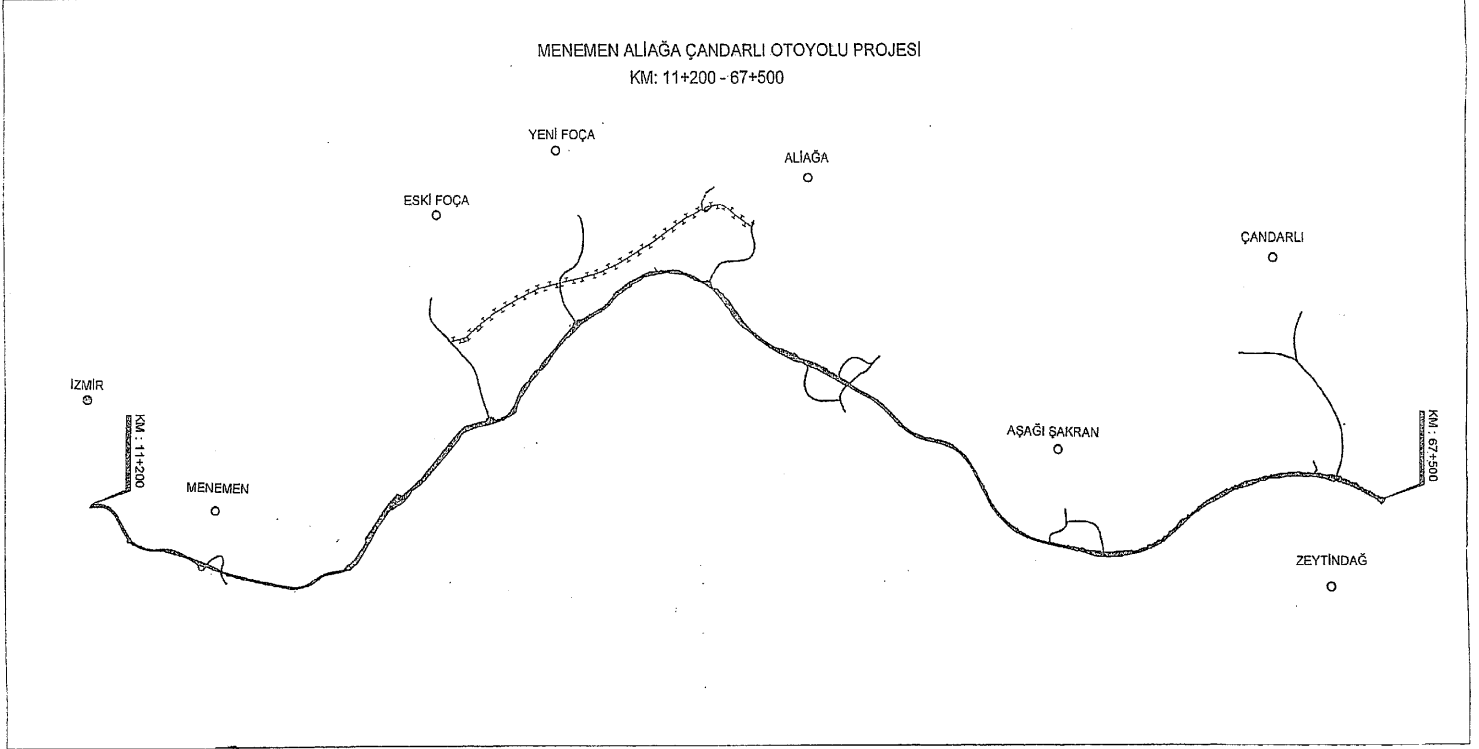 MENEMEN ALİAĞA ÇANDARLI OTOYOLU PROJESİ
KM: 11+200 - 67+500
YENİ FOÇA
ALİAĞA
ESKİ FOÇA
ÇANDARLI
İZMİR
KM : 11+200
MENEMEN
AŞAĞI ŞAKRAN
KM : 67+500
ZEYTİNDAĞ